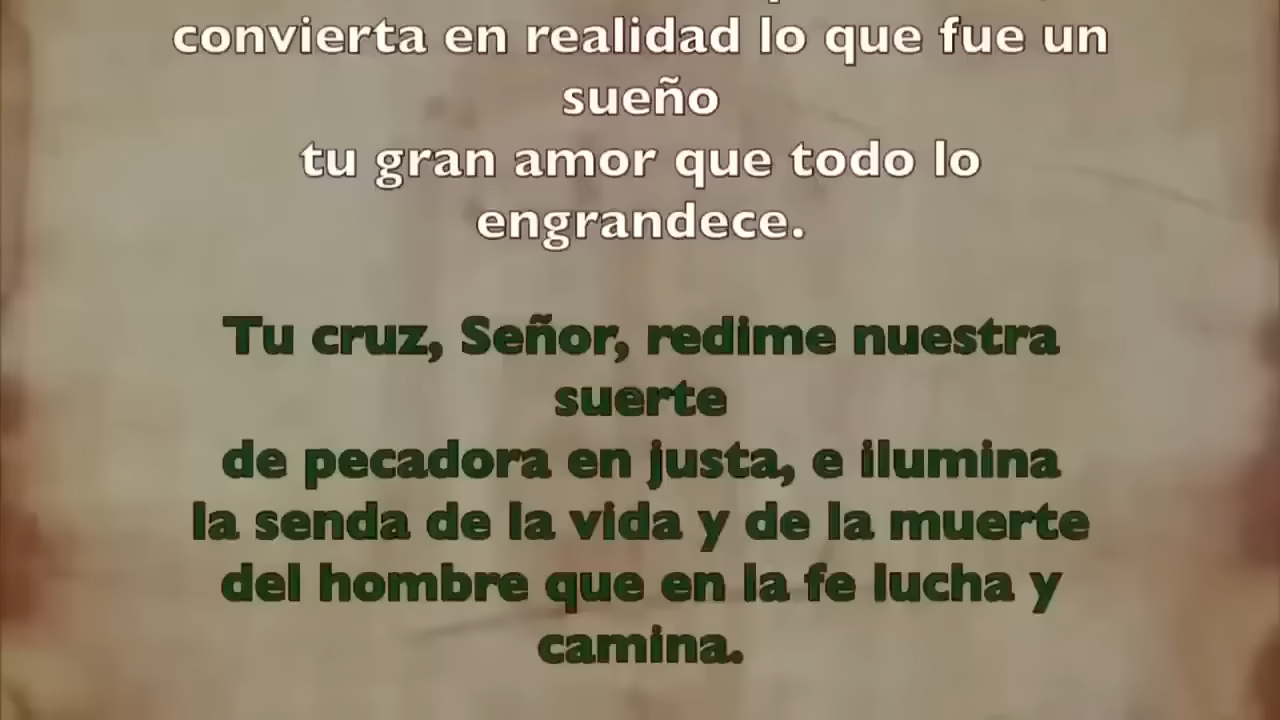 convierta en realidad lo que fue un
sueño
tu gran amor que todo lo
engrandece.
Tu cruz, Señor, redime nuestra
suerte
de pecadora en justa, e ilumina
la senda de la vida y de la muerte
del hombre que en la fe lucha y
camina.